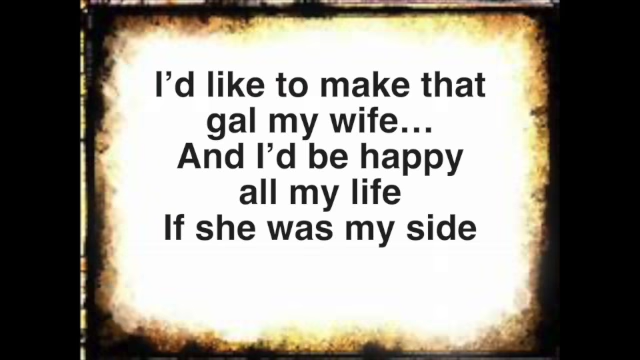 I’d like to make that
gal my wife…
And I’d be happy
all my life
If she was my side